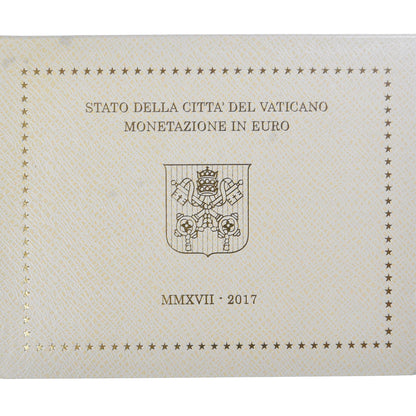 STATO DELLA CITTA' DEL VATICANO
MONETAZIONE IN EURO
MMXVII - 2017